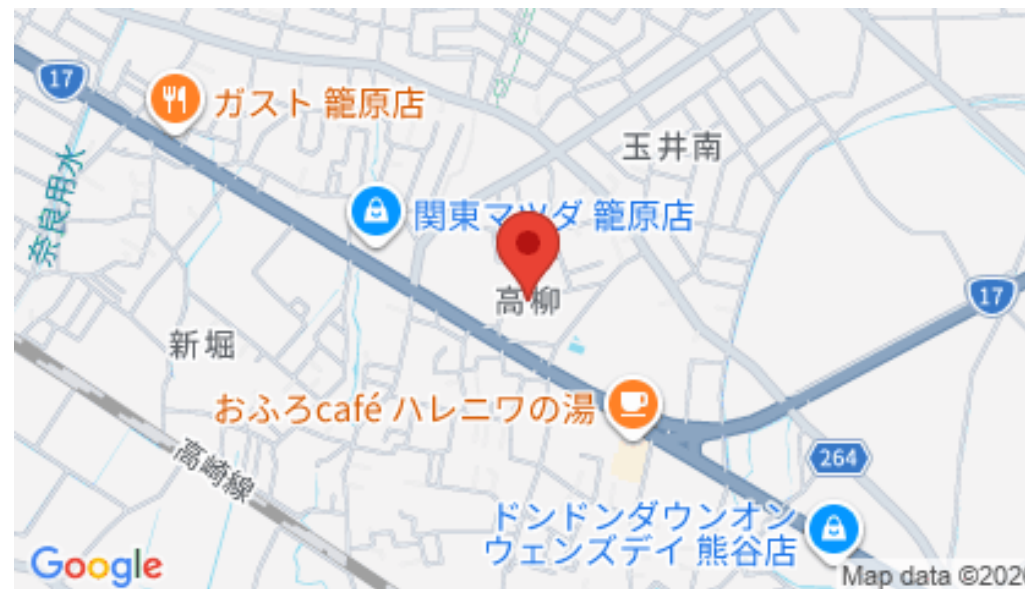 17
ガスト 籠原店
玉井南
奈良用水
関東マツダ 籠原店
高柳
17
新堀
おふろcafé ハレニワの湯
高崎線
264
ドンドンダウンオン
ウェンズデイ 熊谷店
Google
Map data ©2026